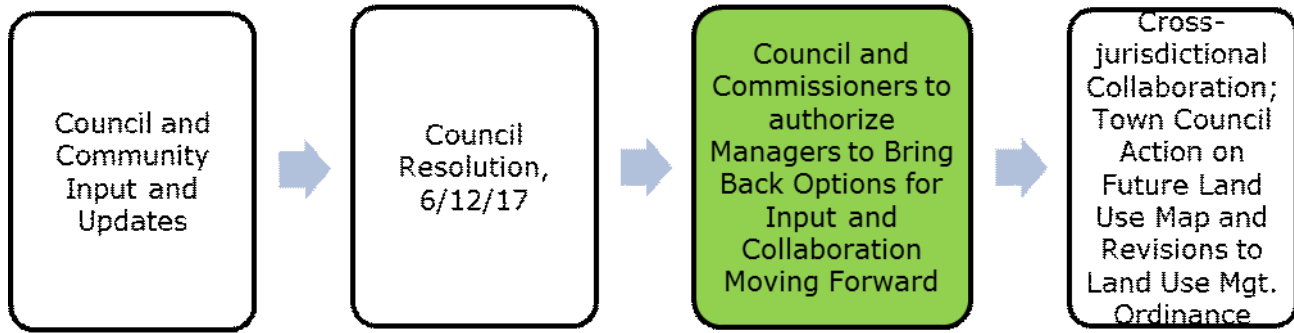 Council and
Community
Input and
Updates
Council
Resolution,
6/12/17
Council and
Commissioners to
authorize
Managers to Bring
Back Options for
Input and
Collaboration
Moving Forward
Cross-
jurisdictional
Collaboration;
Town Council
Action on
Future Land
Use Map and
Revisions to
Land Use Mgt.
Ordinance